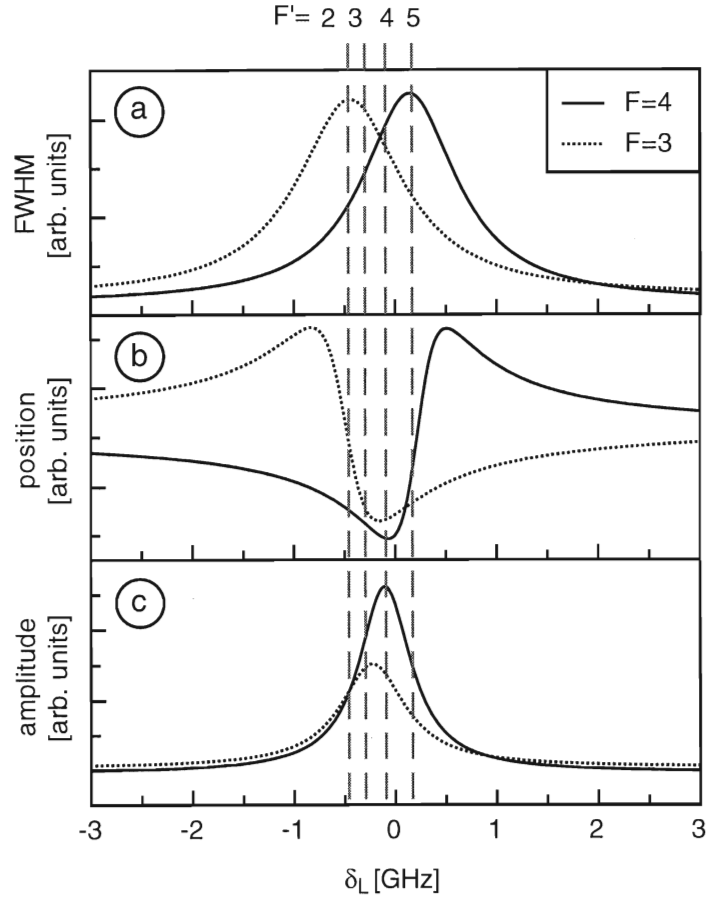 F'= 2 3 4 5
a
F=4
F=3
FWHM
[arb. units]
b
position
[arb. units]
c
amplitude
[arb. units]
-3 -2 -1 0 1 2 3
δL [GHz]